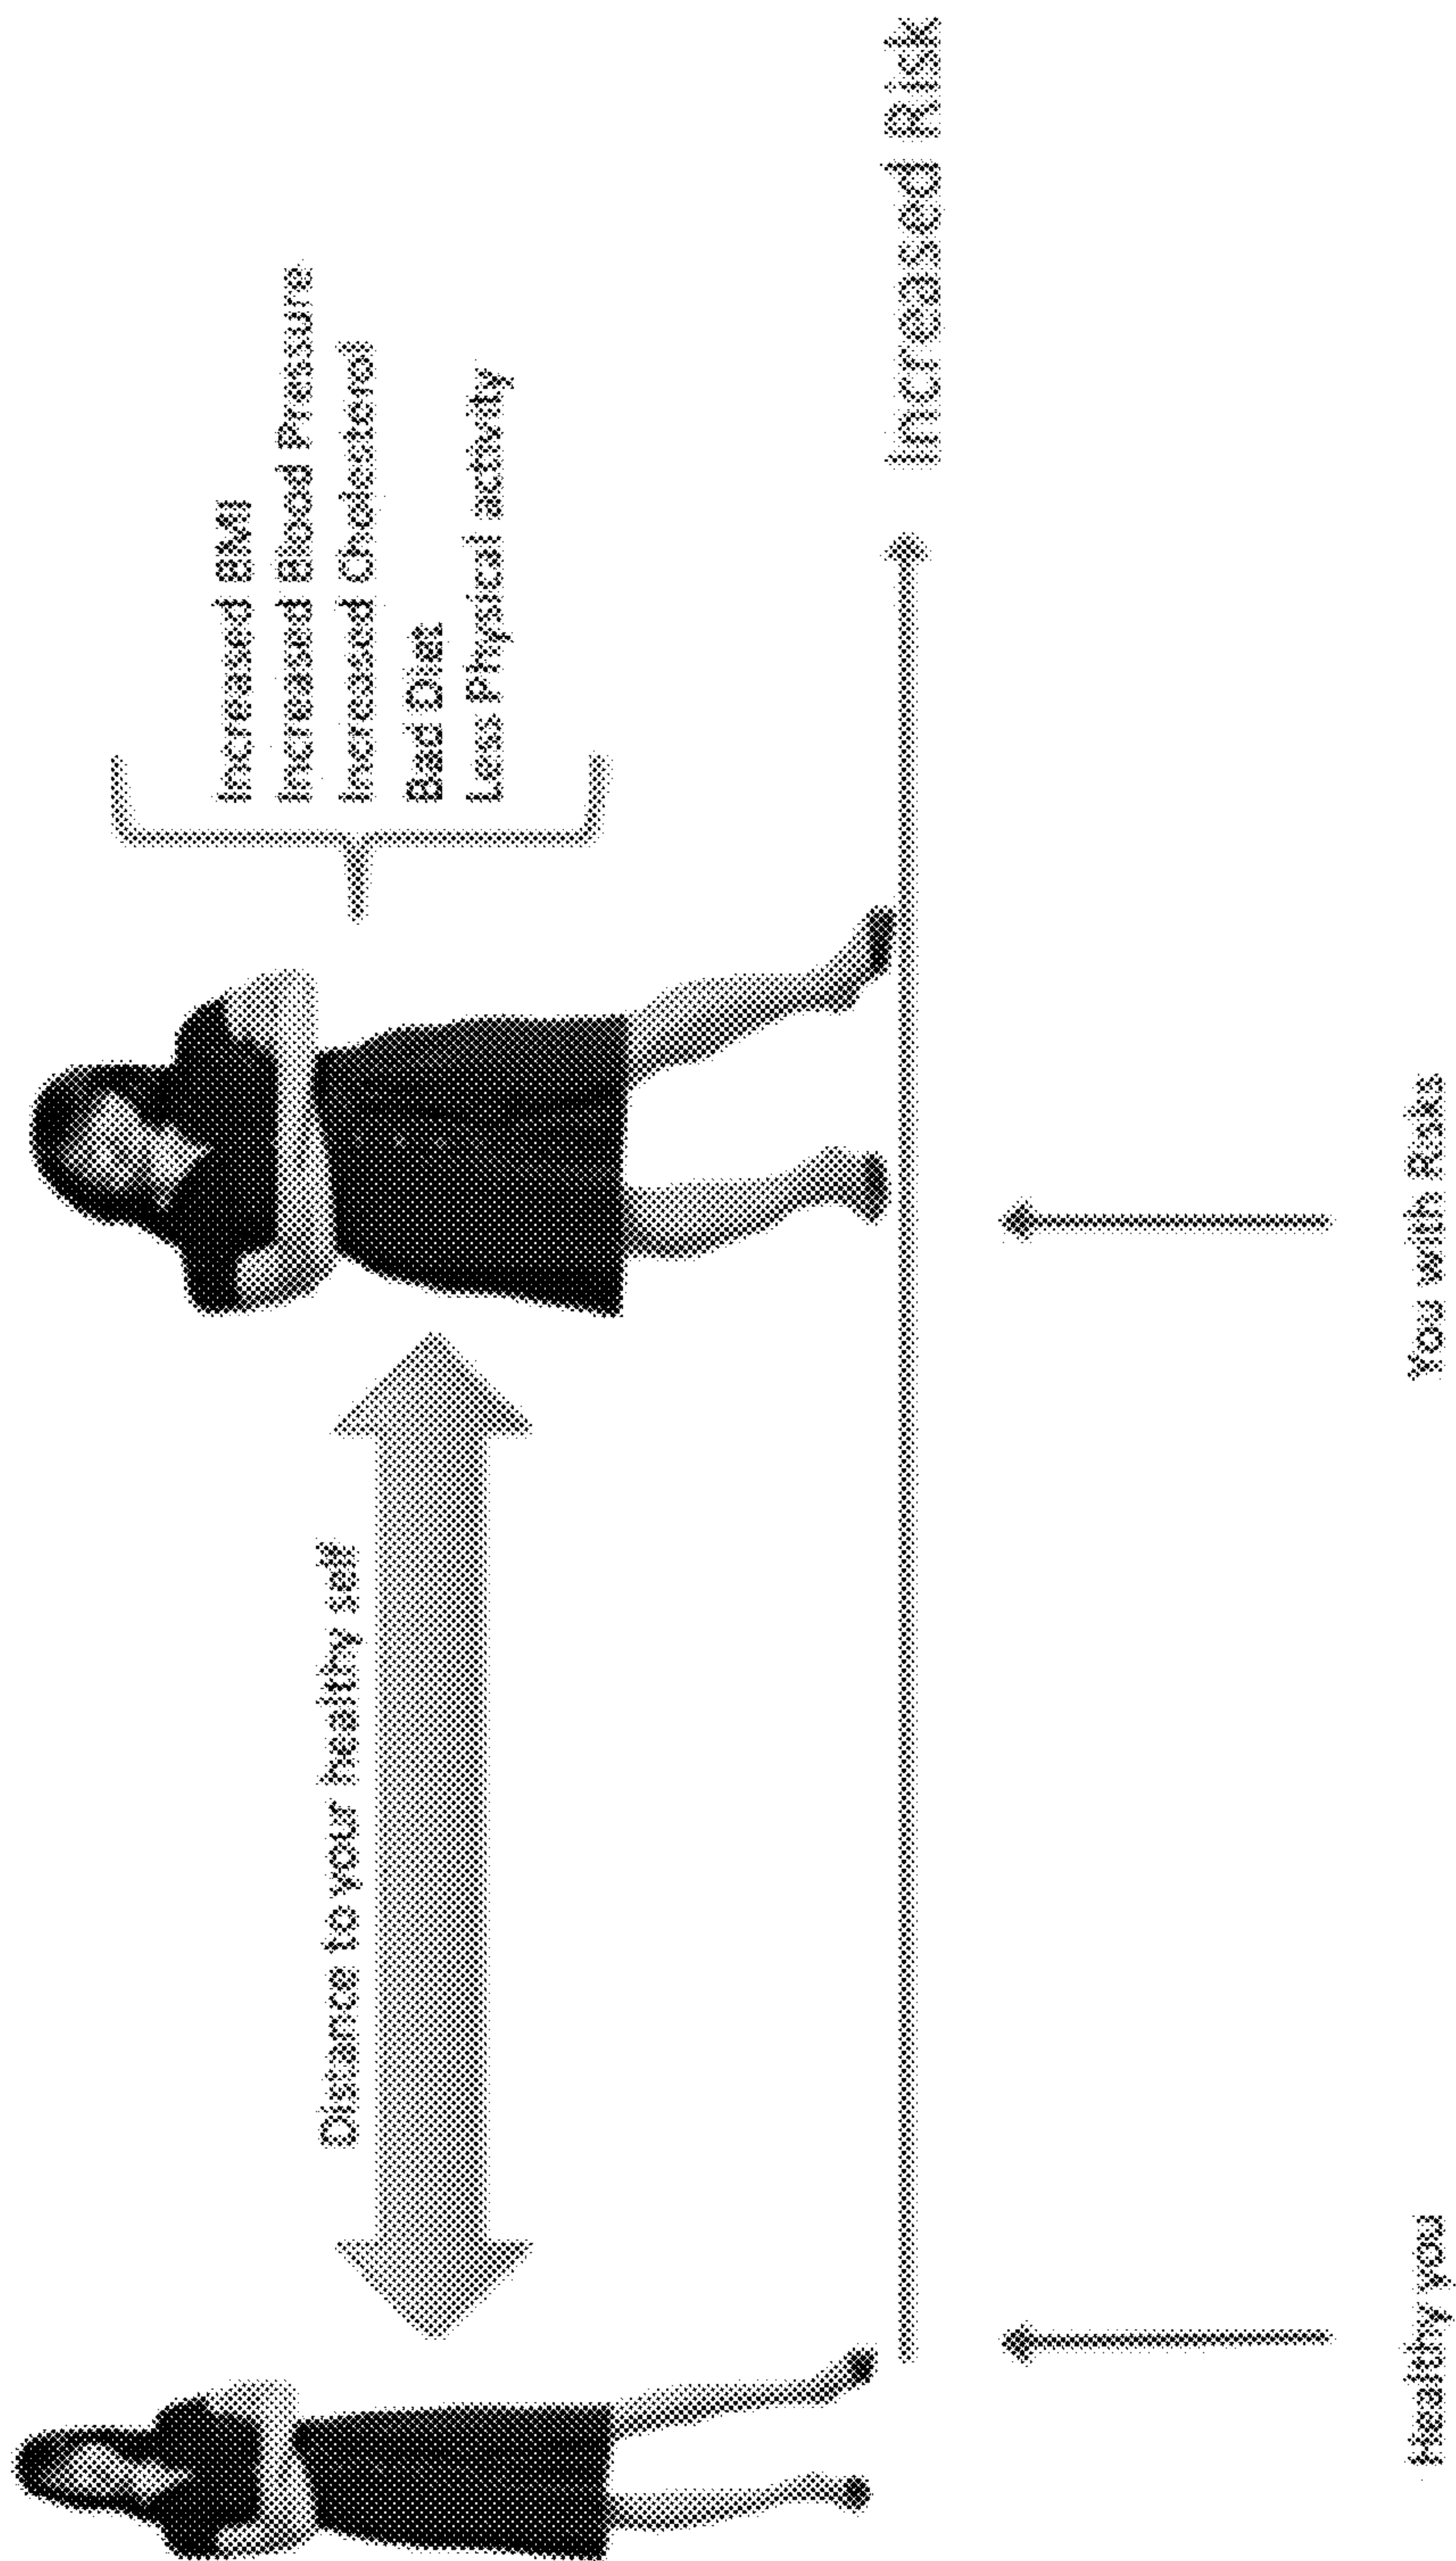 Increased BMI
Increased Blood Pressure
Increased Cholesterol
Bad Diet
Less Physical activity
Distance to your healthy self
Increased Risk
Healthy you
You with Risks